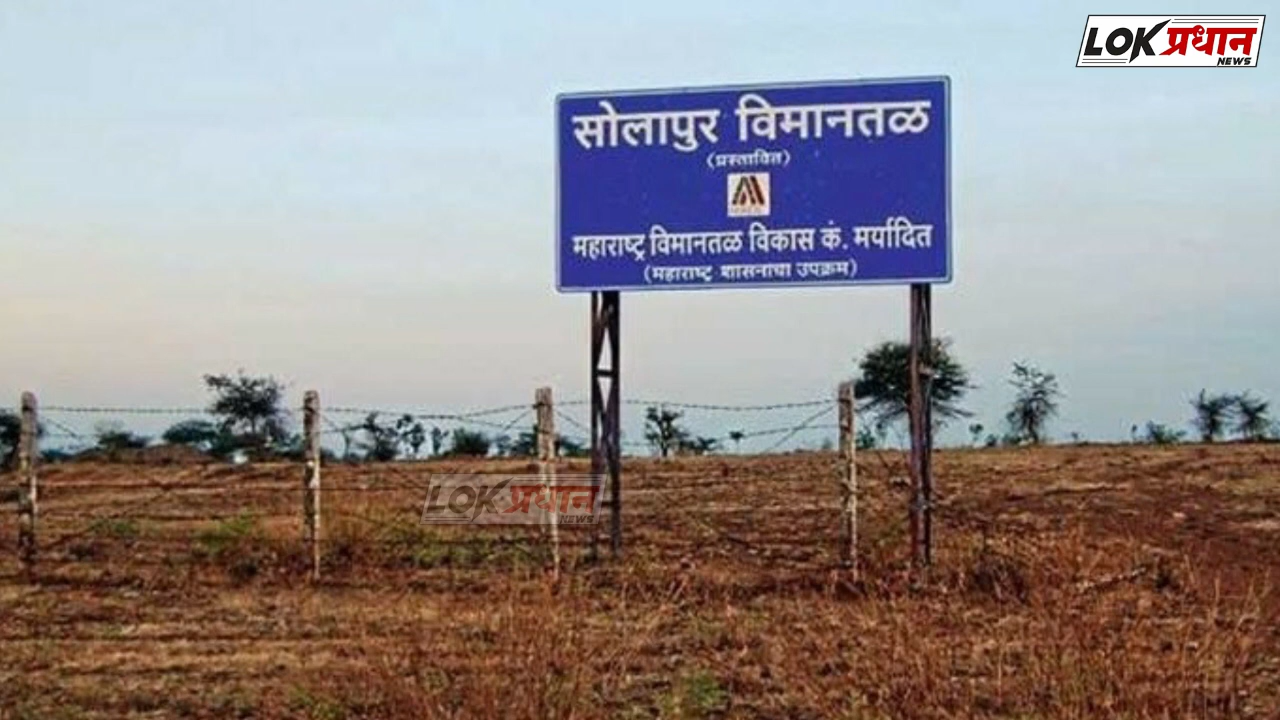 LOK प्रधान
NEWS
सोलापुर विमानतळ
(प्रस्तावित)
महाराष्ट्र विमानतळ विकास कं. मर्यादित
(महाराष्ट्र शासनाचा उपक्रम)
LOK प्रधान
NEWS